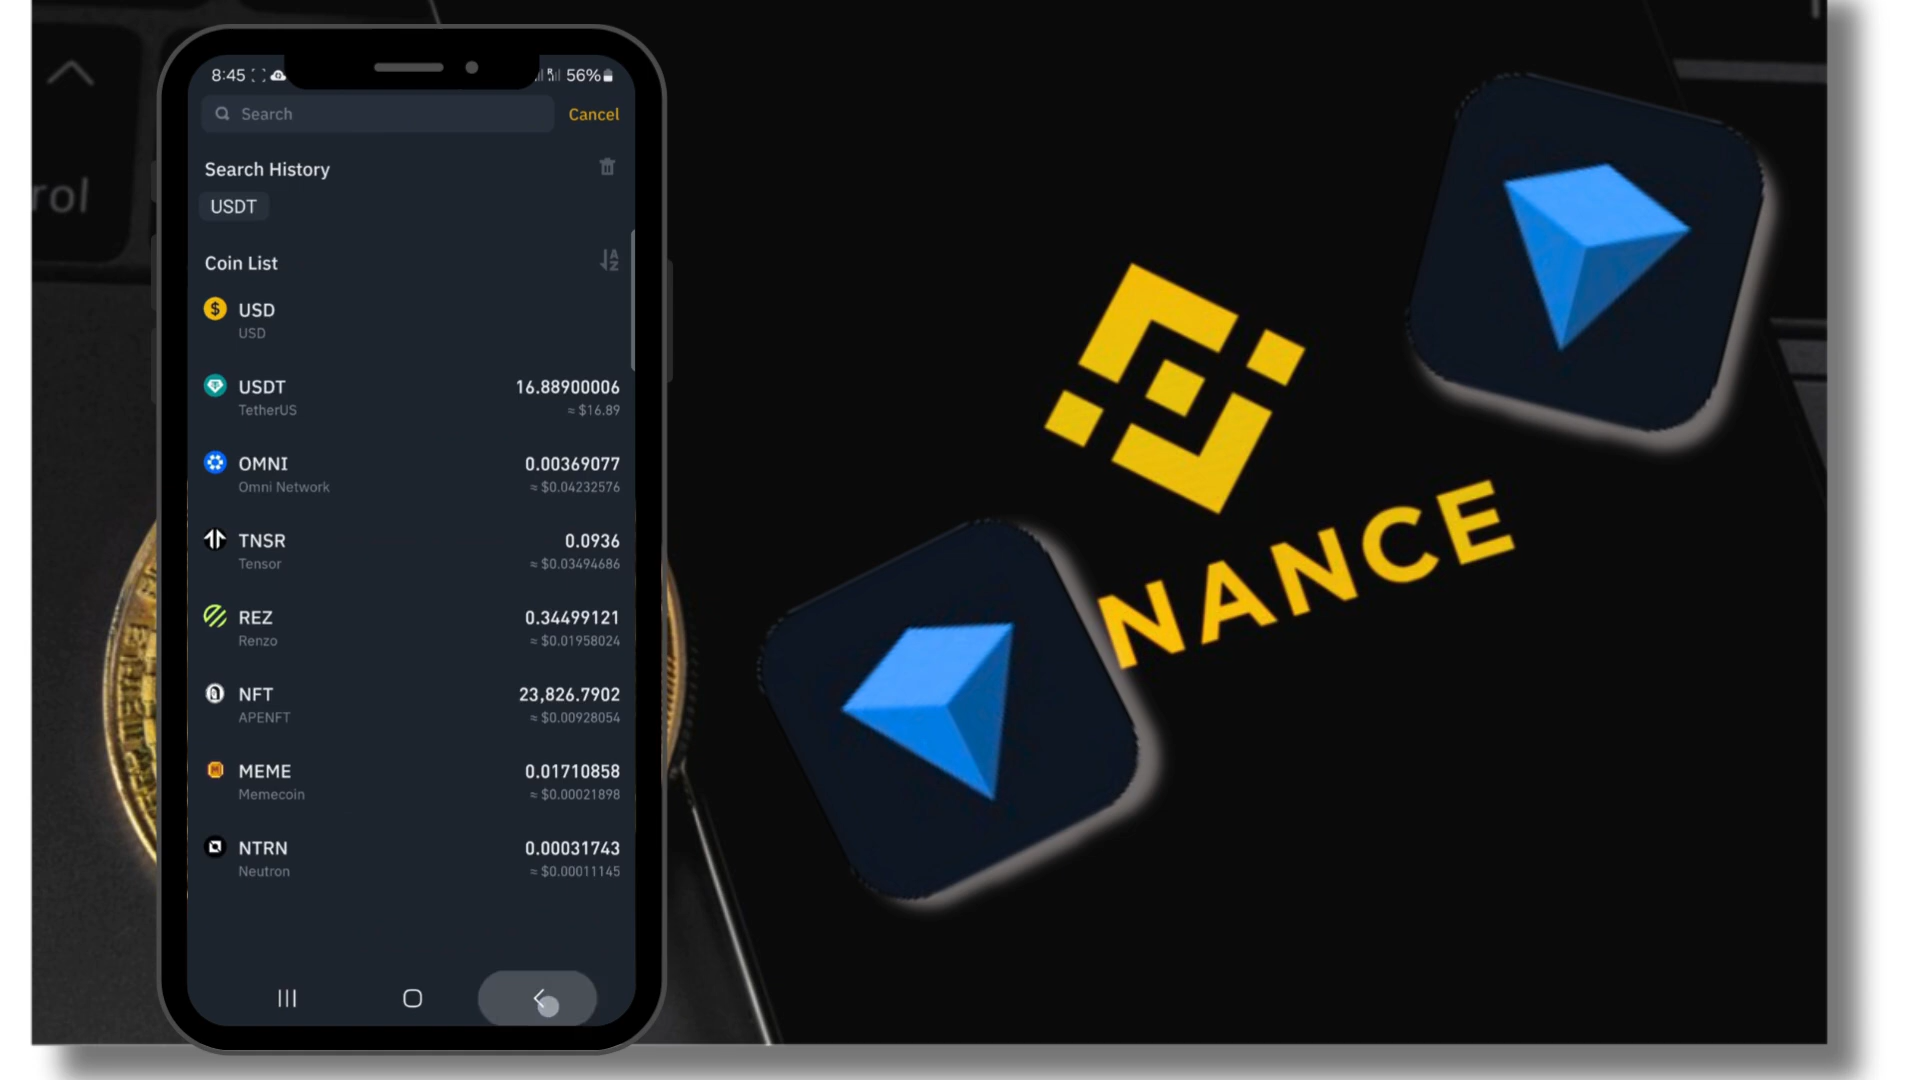 rol
8:45
56%
Search
Cancel
Search History
USDT
Coin List
USD
USD
USDT 16.88900006
TetherUS ≈ $16.89
OMNI 0.00369077
Omni Network ≈ $0.04232576
TNSR 0.0936
Tensor ≈ $0.03494686
REZ 0.34499121
Renzo ≈ $0.01958024
NFT 23,826.7902
APENFT ≈ $0.00928054
MEME 0.01710858
Memecoin ≈ $0.00021898
NTRN 0.00031743
Neutron ≈ $0.00011145
NANCE